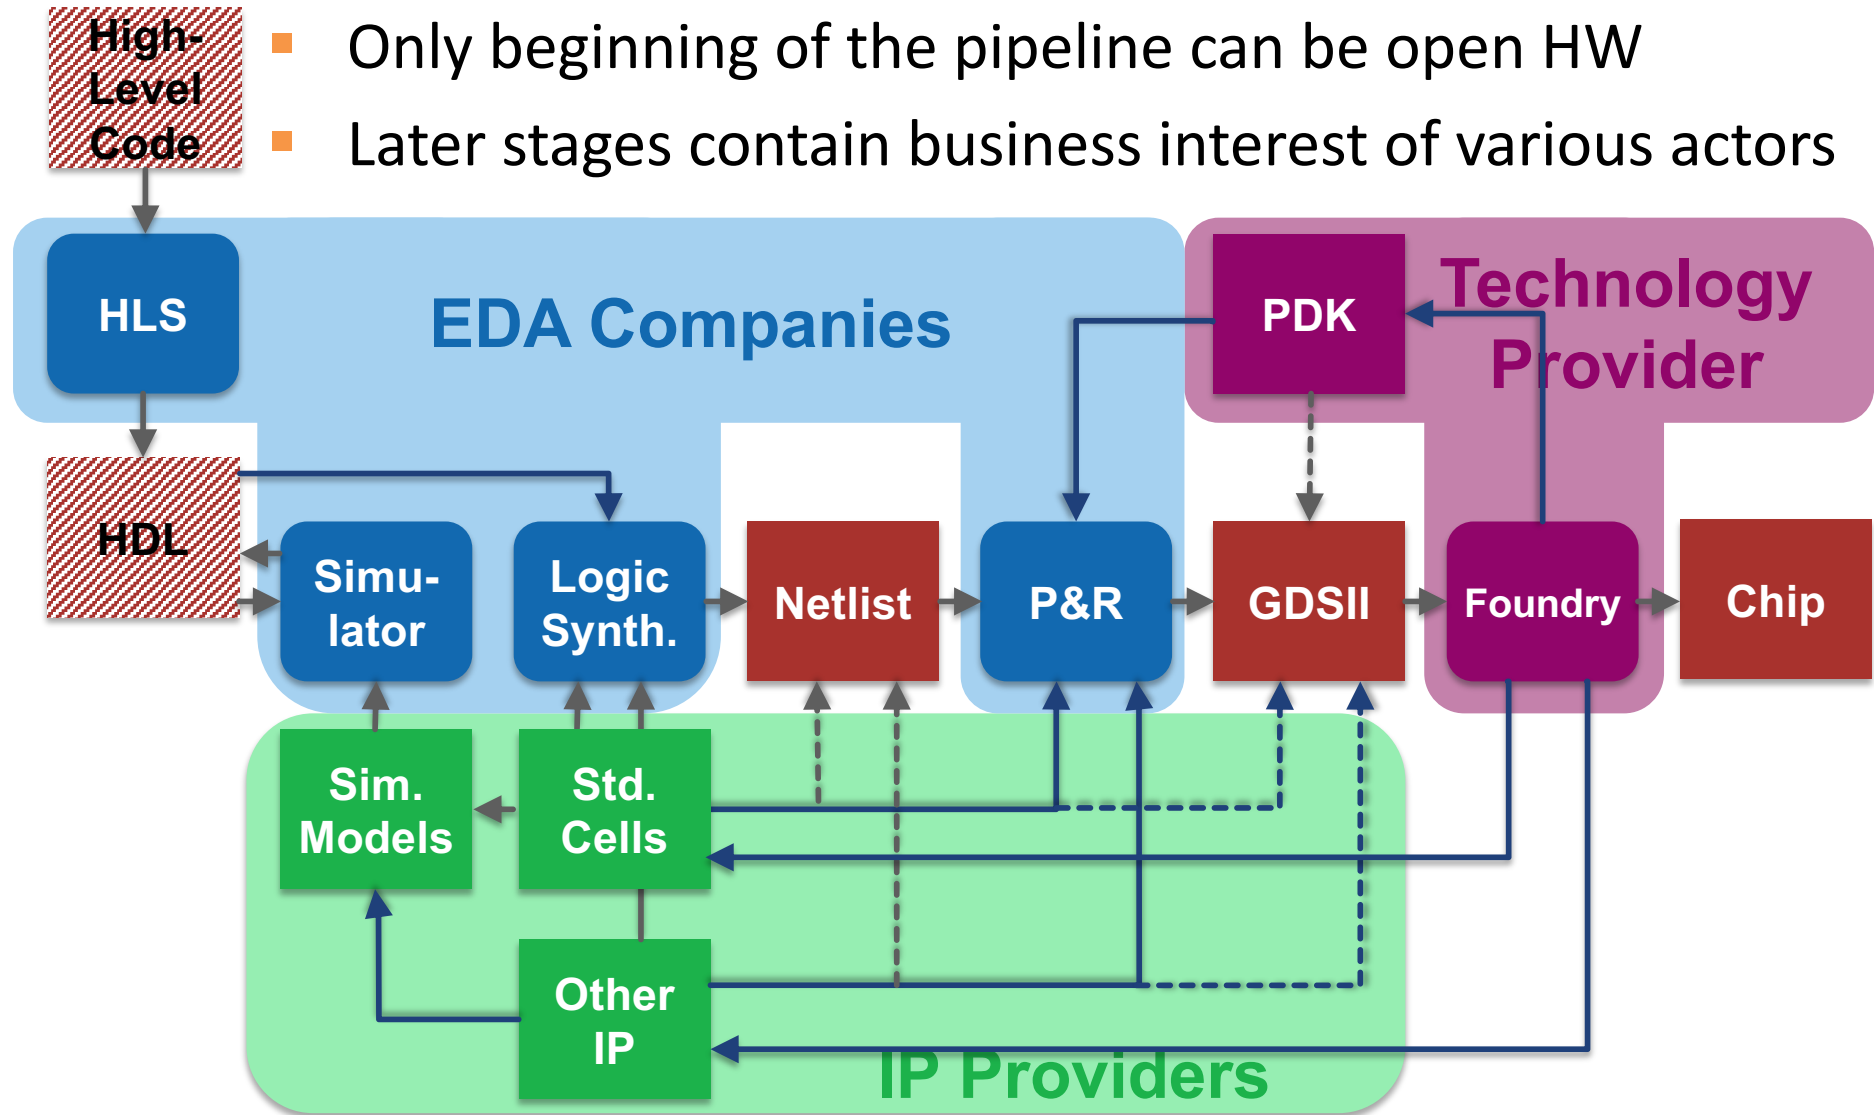 High-
Level
Code
Only beginning of the pipeline can be open HW
Later stages contain business interest of various actors
HLS
EDA Companies
PDK
Technology
Provider
HDL
Simu-
lator
Logic
Synth.
Netlist
P&R
GDSII
Foundry
Chip
Sim.
Models
Std.
Cells
Other
IP
IP Providers